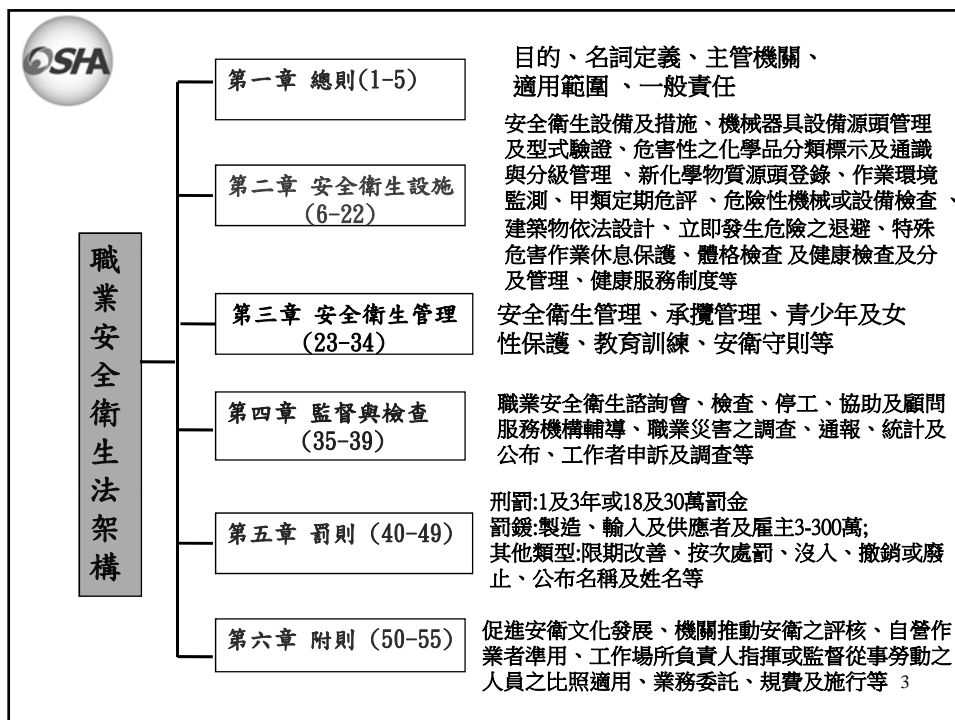 OSHA
職業安全衛生法架構
第一章 總則(1-5)
目的、名詞定義、主管機關、
適用範圍 、一般責任
第二章 安全衛生設施
(6-22)
安全衛生設備及措施、機械器具設備源頭管理
及型式驗證、危害性之化學品分類標示及通識
與分級管理 、新化學物質源頭登錄、作業環境
監測、甲類定期危評 、危險性機械或設備檢查 、
建築物依法設計、立即發生危險之退避、特殊
危害作業休息保護、體格檢查 及健康檢查及分
及管理、健康服務制度等
第三章 安全衛生管理
(23-34)
安全衛生管理、承攬管理、青少年及女
性保護、教育訓練、安衛守則等
第四章 監督與檢查
(35-39)
職業安全衛生諮詢會、檢查、停工、協助及顧問
服務機構輔導、職業災害之調查、通報、統計及
公布、工作者申訴及調查等
第五章 罰則 (40-49)
刑罰:1及3年或18及30萬罰金
罰鍰:製造、輸入及供應者及雇主3-300萬;
其他類型:限期改善、按次處罰、沒入、撤銷或廢
止、公布名稱及姓名等
第六章 附則 (50-55)
促進安衛文化發展、機關推動安衛之評核、自營作
業者準用、工作場所負責人指揮或監督從事勞動之
人員之比照適用、業務委託、規費及施行等 3